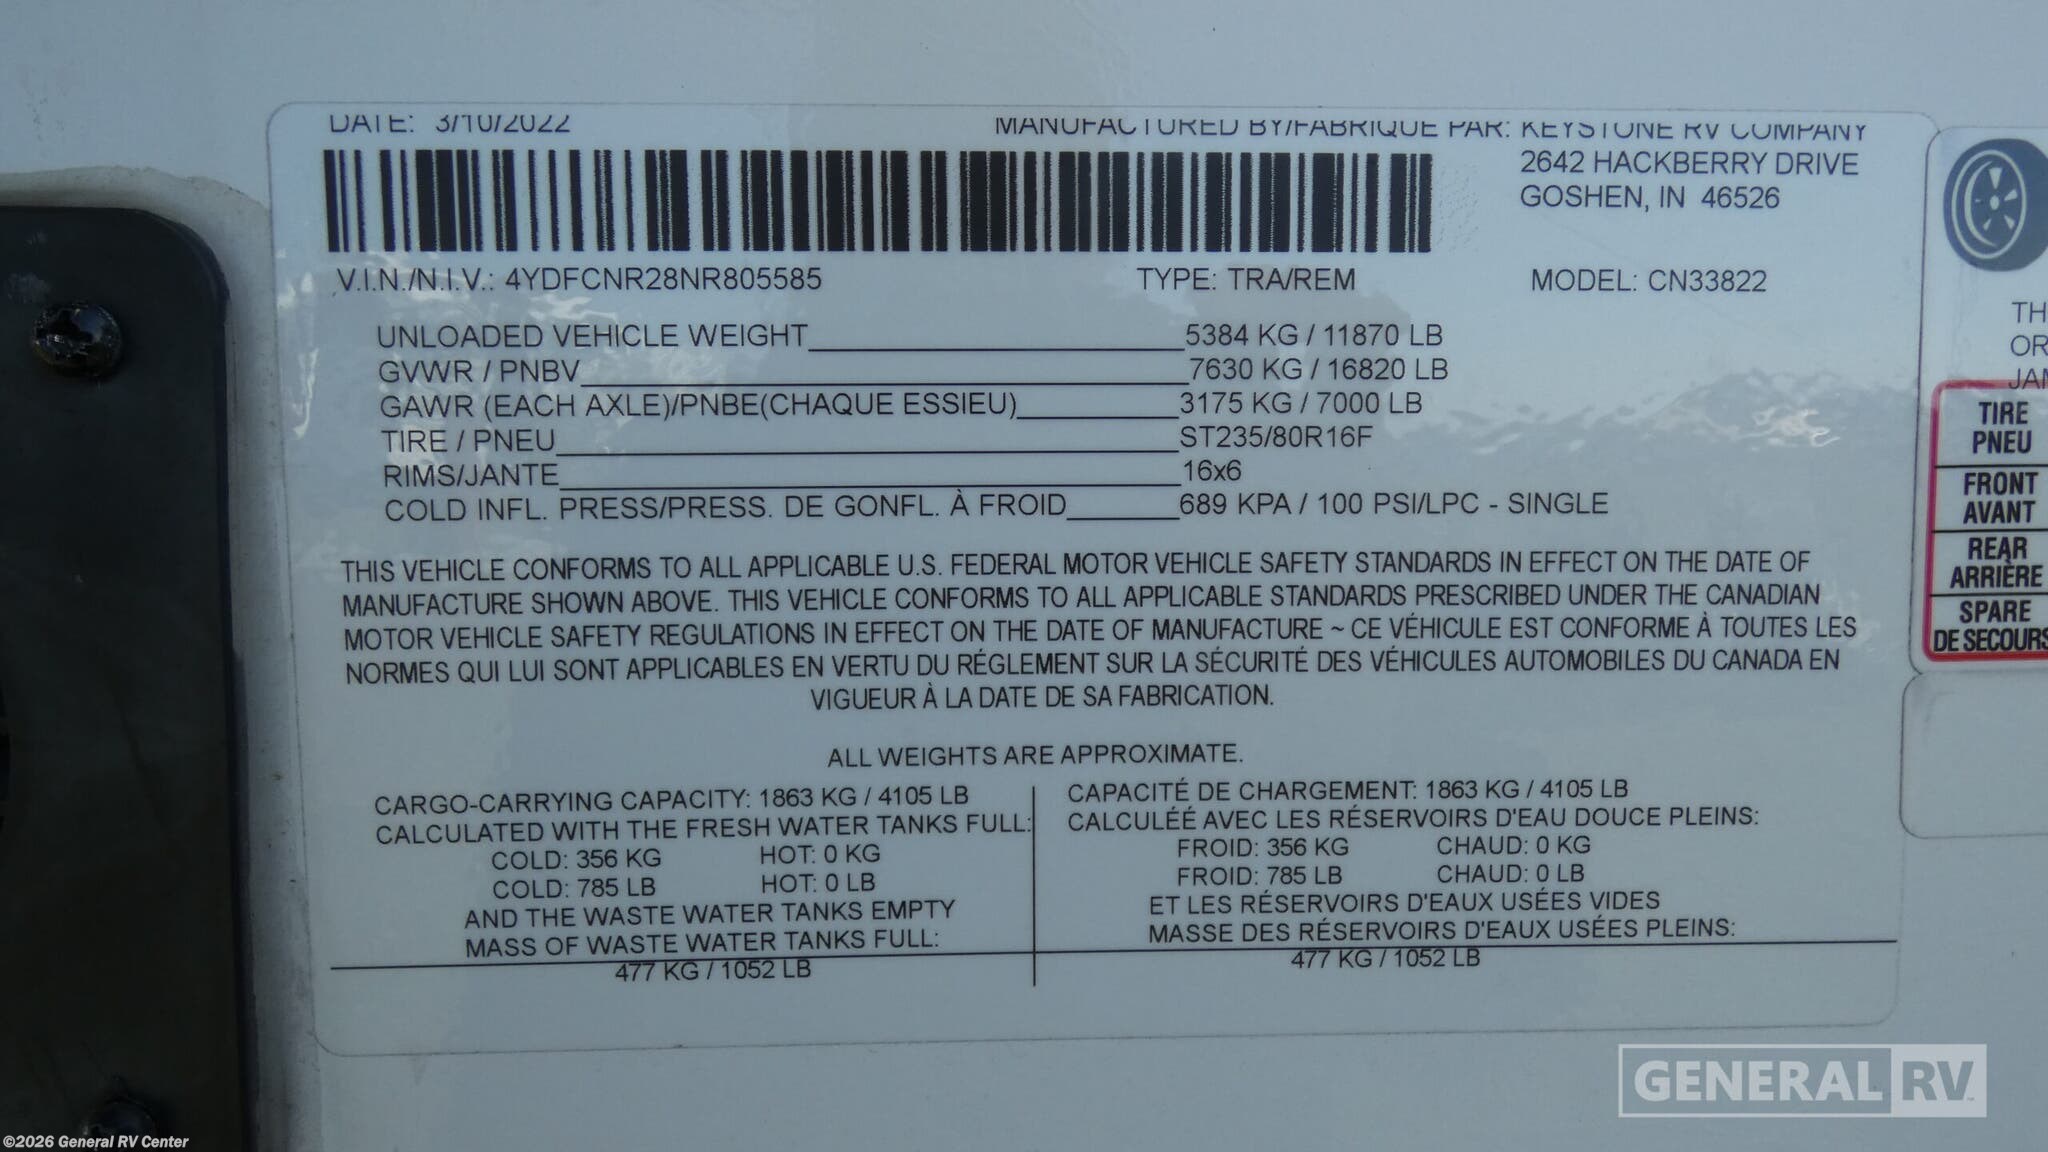 DATE: 3/10/2022
MANUFACTURED BY/FABRIQUE PAR: KEYSTONE RV COMPANY
2642 HACKBERRY DRIVE
GOSHEN, IN 46526
V.I.N./N.I.V.: 4YDFCNR28NR805585 TYPE: TRA/REM MODEL: CN33822
UNLOADED VEHICLE WEIGHT 5384 KG / 11870 LB
GVWR / PNBV 7630 KG / 16820 LB
GAWR (EACH AXLE)/PNBE(CHAQUE ESSIEU) 3175 KG / 7000 LB
TIRE / PNEU ST235/80R16F
RIMS/JANTE 16x6
COLD INFL. PRESS/PRESS. DE GONFL. À FROID 689 KPA / 100 PSI/LPC - SINGLE
THIS VEHICLE CONFORMS TO ALL APPLICABLE U.S. FEDERAL MOTOR VEHICLE SAFETY STANDARDS IN EFFECT ON THE DATE OF
MANUFACTURE SHOWN ABOVE. THIS VEHICLE CONFORMS TO ALL APPLICABLE STANDARDS PRESCRIBED UNDER THE CANADIAN
MOTOR VEHICLE SAFETY REGULATIONS IN EFFECT ON THE DATE OF MANUFACTURE ~ CE VÉHICULE EST CONFORME À TOUTES LES
NORMES QUI LUI SONT APPLICABLES EN VERTU DU RÉGLEMENT SUR LA SÉCURITÉ DES VÉHICULES AUTOMOBILES DU CANADA EN
VIGUEUR À LA DATE DE SA FABRICATION.
ALL WEIGHTS ARE APPROXIMATE.
CARGO-CARRYING CAPACITY: 1863 KG / 4105 LB
CALCULATED WITH THE FRESH WATER TANKS FULL:
COLD: 356 KG HOT: 0 KG
COLD: 785 LB HOT: 0 LB
AND THE WASTE WATER TANKS EMPTY
MASS OF WASTE WATER TANKS FULL:
477 KG / 1052 LB
CAPACITÉ DE CHARGEMENT: 1863 KG / 4105 LB
CALCULÉÉ AVEC LES RÉSERVOIRS D'EAU DOUCE PLEINS:
FROID: 356 KG CHAUD: 0 KG
FROID: 785 LB CHAUD: 0 LB
ET LES RÉSERVOIRS D'EAUX USÉES VIDES
MASSE DES RÉSERVOIRS D'EAUX USÉES PLEINS:
477 KG / 1052 LB
TIRE
PNEU
FRONT
AVANT
REAR
ARRIÈRE
SPARE
DE SECOURS
GENERAL RV
©2026 General RV Center